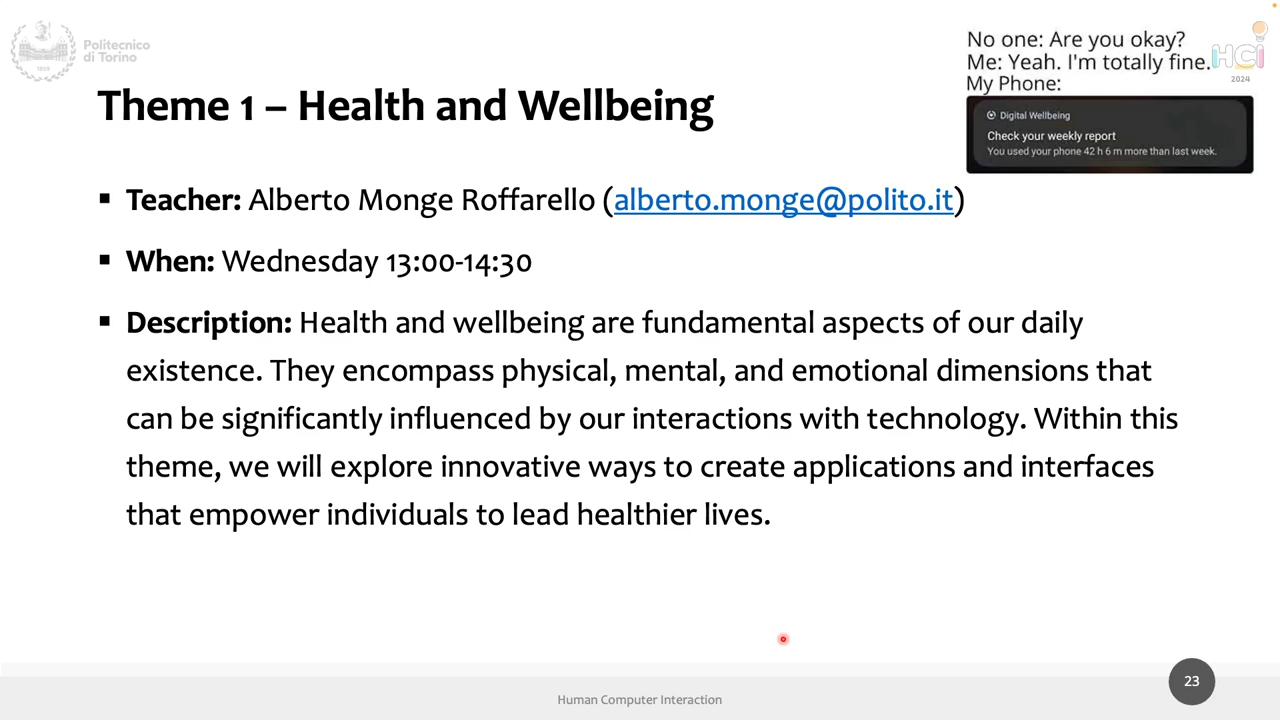 Politecnico
di Torino
1859
No one: Are you okay?
Me: Yeah. I'm totally fine.
My Phone:
HCI
2024
Digital Wellbeing
Check your weekly report
You used your phone 42 h 6 m more than last week.
Theme 1 – Health and Wellbeing
▪ Teacher: Alberto Monge Roffarello (alberto.monge@polito.it)
▪ When: Wednesday 13:00-14:30
▪ Description: Health and wellbeing are fundamental aspects of our daily
existence. They encompass physical, mental, and emotional dimensions that
can be significantly influenced by our interactions with technology. Within this
theme, we will explore innovative ways to create applications and interfaces
that empower individuals to lead healthier lives.
Human Computer Interaction
23